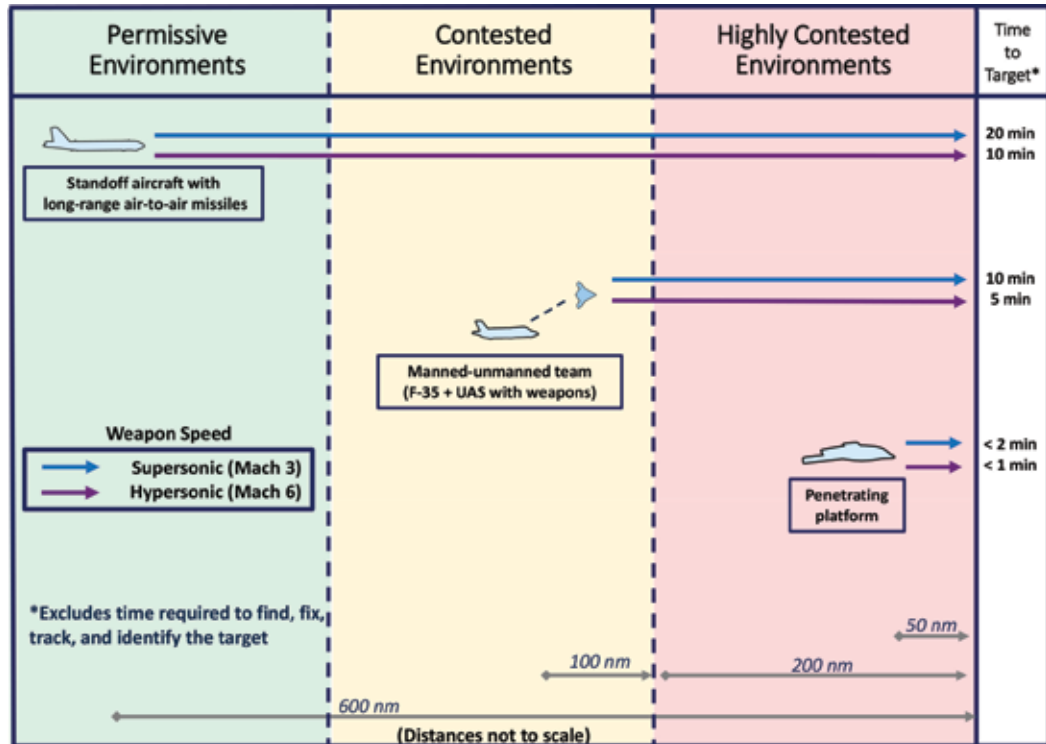 Permissive
Environments
Contested
Environments
Highly Contested
Environments
Time
to
Target*
20 min
10 min
Standoff aircraft with
long-range air-to-air missiles
10 min
5 min
Manned-unmanned team
(F-35 + UAS with weapons)
Weapon Speed
Supersonic (Mach 3)
Hypersonic (Mach 6)
< 2 min
< 1 min
Penetrating
platform
*Excludes time required to find, fix,
track, and identify the target
50 nm
100 nm
200 nm
600 nm
(Distances not to scale)